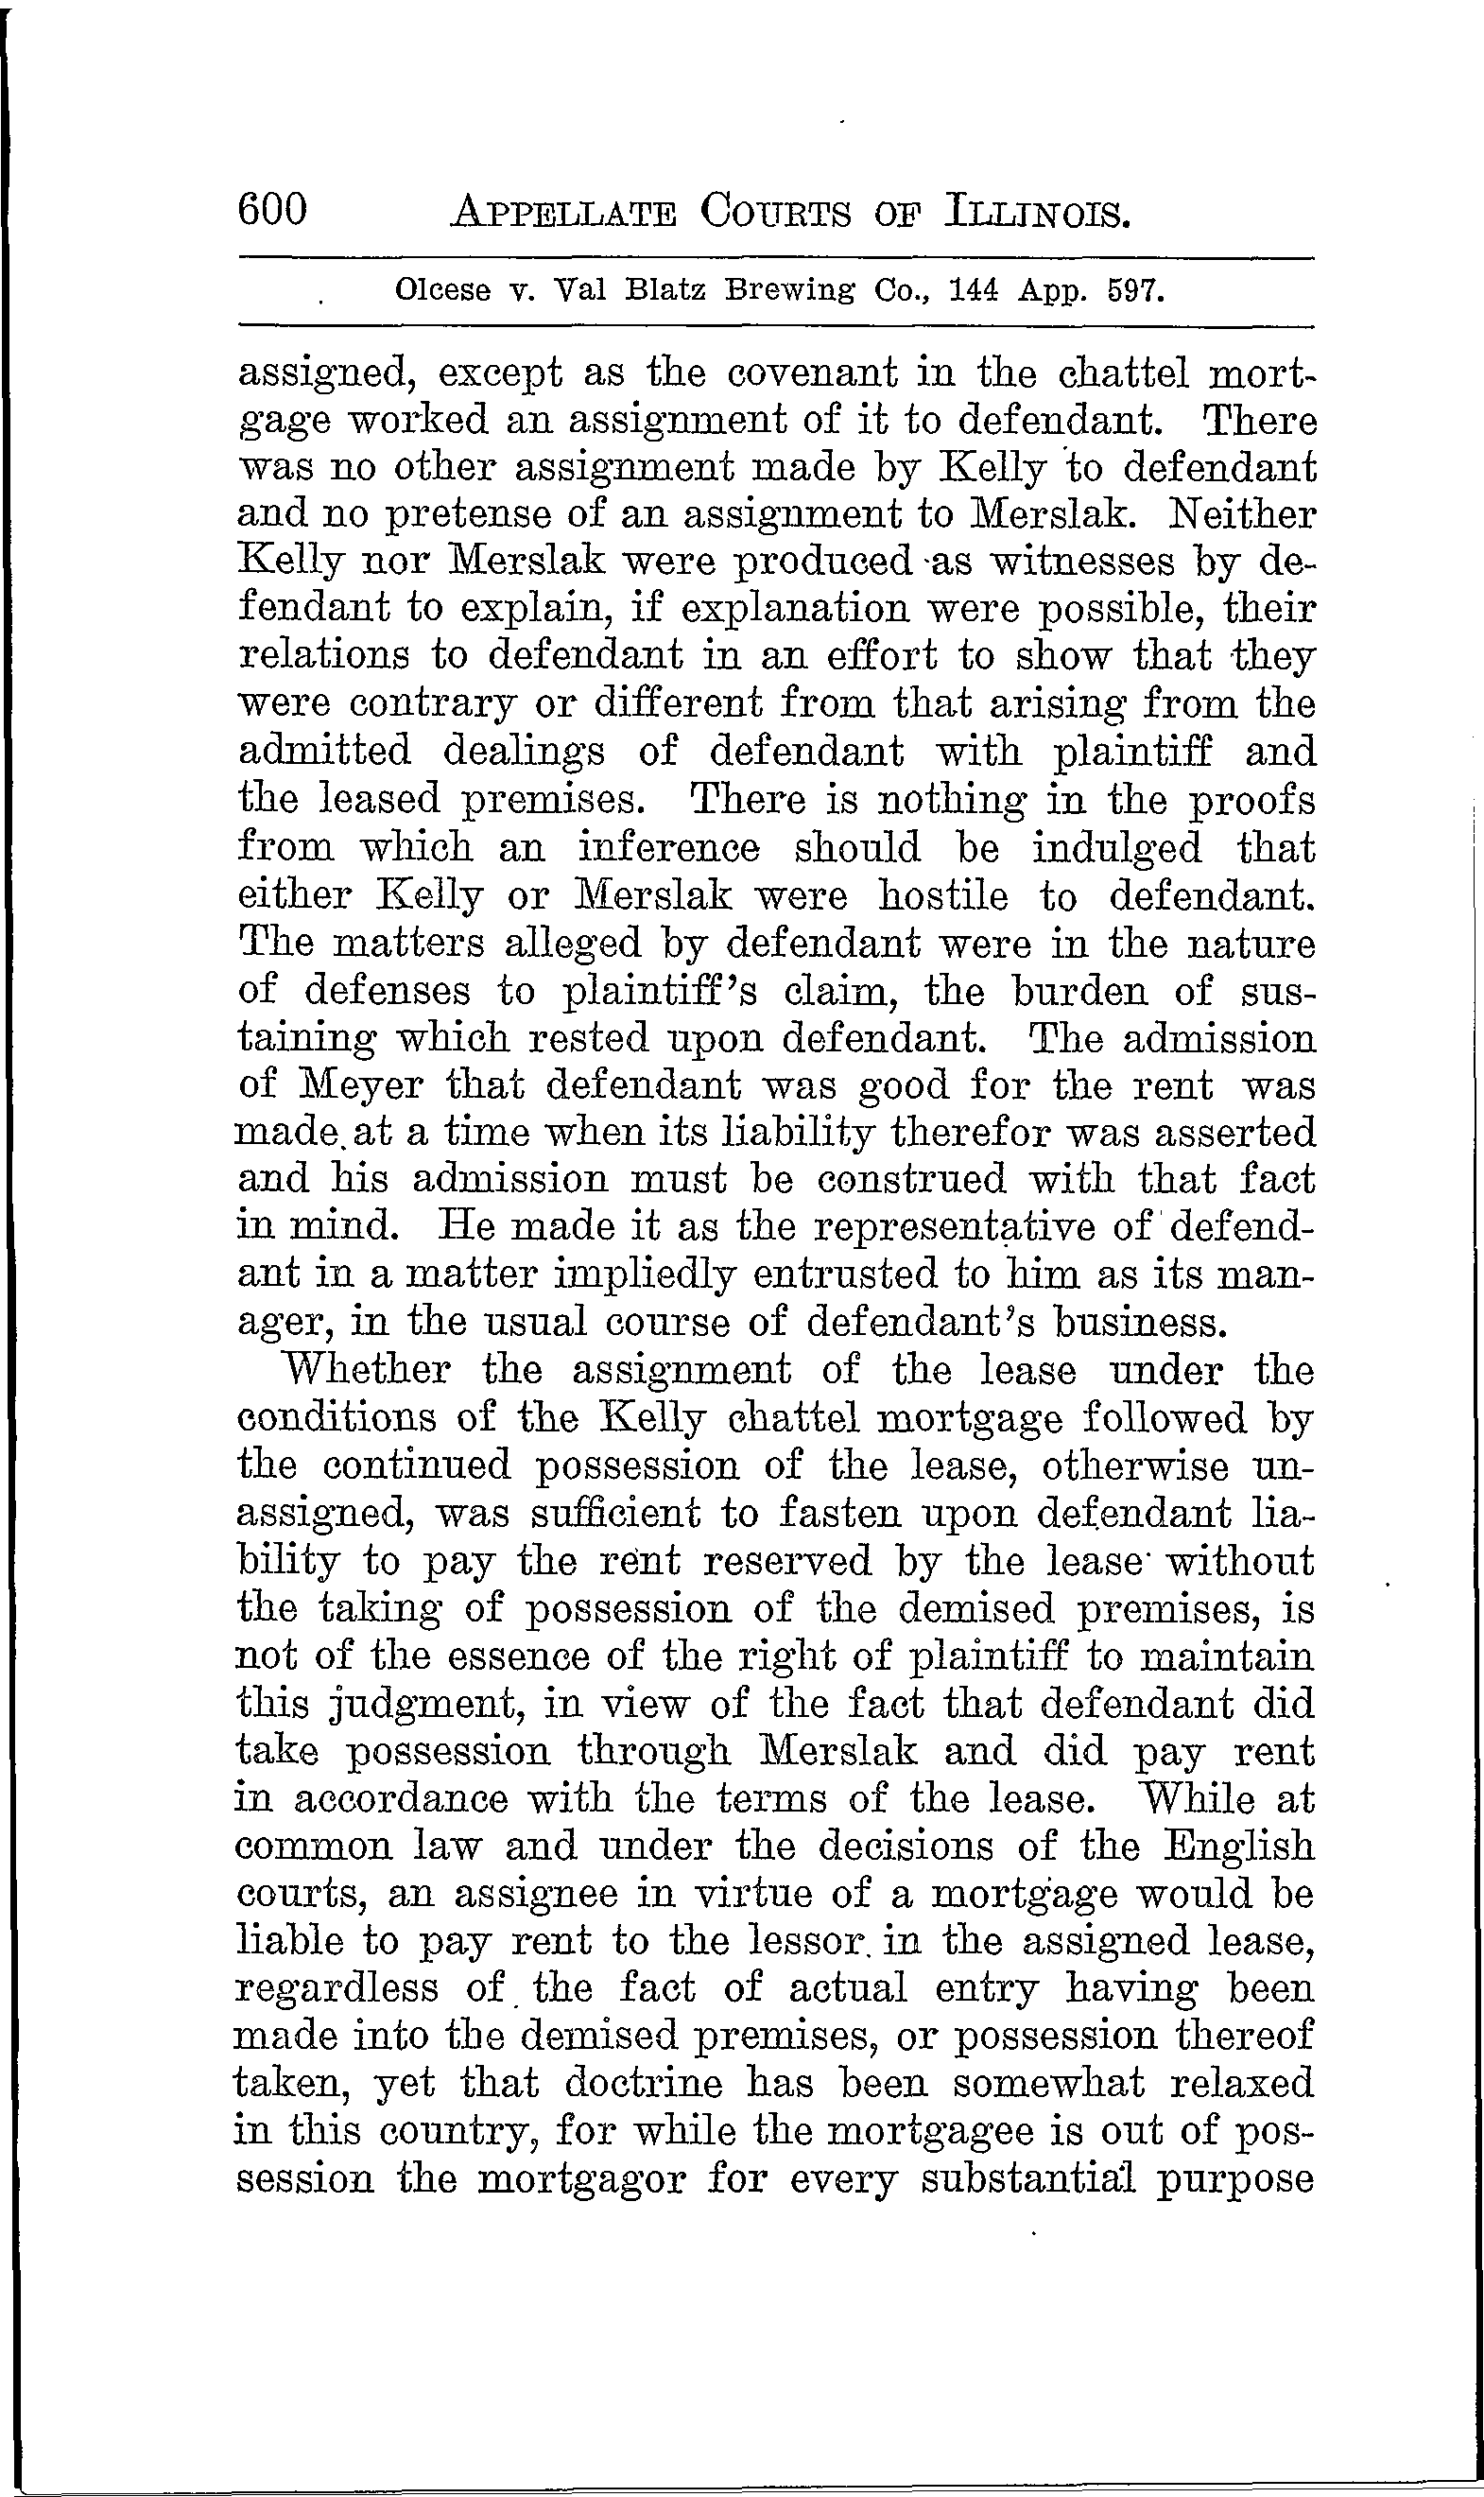 600 APPELLATE COURTS OF ILLINOIS.
Olcese v. Val Blatz Brewing Co., 144 App. 597.
assigned, except as the covenant in the chattel mort-
gage worked an assignment of it to defendant. There
was no other assignment made by Kelly to defendant
and no pretense of an assignment to Merslak. Neither
Kelly nor Merslak were produced as witnesses by de-
fendant to explain, if explanation were possible, their
relations to defendant in an effort to show that they
were contrary or different from that arising from the
admitted dealings of defendant with plaintiff and
the leased premises. There is nothing in the proofs
from which an inference should be indulged that
either Kelly or Merslak were hostile to defendant.
The matters alleged by defendant were in the nature
of defenses to plaintiff's claim, the burden of sus-
taining which rested upon defendant. The admission
of Meyer that defendant was good for the rent was
made at a time when its liability therefor was asserted
and his admission must be construed with that fact
in mind. He made it as the representative of defend-
ant in a matter impliedly entrusted to him as its man-
ager, in the usual course of defendant's business.
Whether the assignment of the lease under the
conditions of the Kelly chattel mortgage followed by
the continued possession of the lease, otherwise un-
assigned, was sufficient to fasten upon defendant lia-
bility to pay the rent reserved by the lease without
the taking of possession of the demised premises, is
not of the essence of the right of plaintiff to maintain
this judgment, in view of the fact that defendant did
take possession through Merslak and did pay rent
in accordance with the terms of the lease. While at
common law and under the decisions of the English
courts, an assignee in virtue of a mortgage would be
liable to pay rent to the lessor in the assigned lease,
regardless of the fact of actual entry having been
made into the demised premises, or possession thereof
taken, yet that doctrine has been somewhat relaxed
in this country, for while the mortgagee is out of pos-
session the mortgagor for every substantial purpose